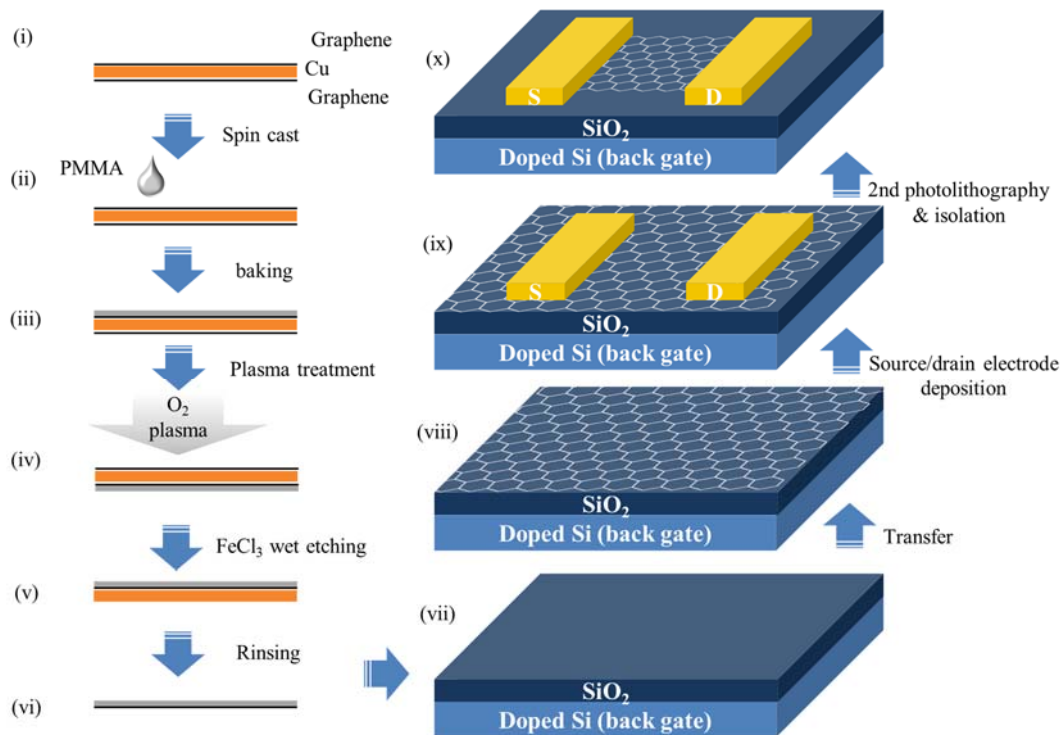 (i)
Graphene
Cu
Graphene
Spin cast
(ii)
PMMA
baking
(iii)
Plasma treatment
O₂
plasma
(iv)
FeCl₃ wet etching
(v)
Rinsing
(vi)
(x)
S
D
SiO₂
Doped Si (back gate)
2nd photolithography
& isolation
(ix)
S
D
SiO₂
Doped Si (back gate)
Source/drain electrode
deposition
(viii)
SiO₂
Doped Si (back gate)
Transfer
(vii)
SiO₂
Doped Si (back gate)